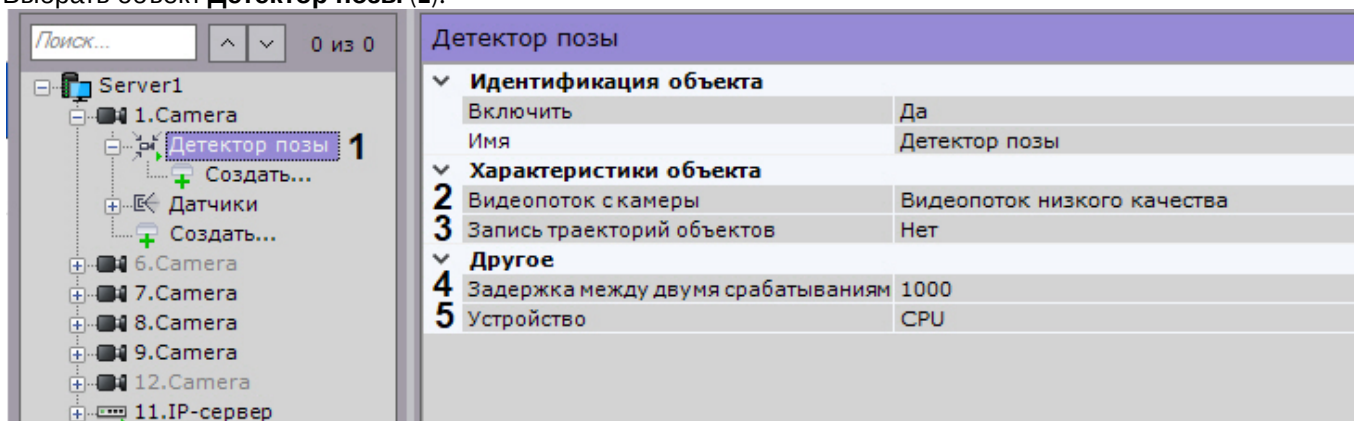 Выбрать объект Детектор позы (1).
Поиск... 0 из 0
Server1
1.Camera
Детектор позы 1
Создать...
Датчики
Создать...
6.Camera
7.Camera
8.Camera
9.Camera
12.Camera
11.IP-сервер
Детектор позы
Идентификация объекта
Включить Да
Имя Детектор позы
Характеристики объекта
2 Видеопоток с камеры Видеопоток низкого качества
3 Запись траекторий объектов Нет
Другое
4 Задержка между двумя срабатываниям 1000
5 Устройство CPU